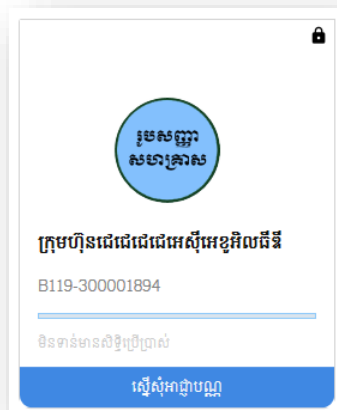 រូបសញ្ញា
សហគ្រាស
ក្រុមហ៊ុនជេជេជេជេអេស៊ីអេខូអិលធីឌី
B119-300001894
មិនទាន់មានសិទ្ធិប្រើប្រាស់
ស្នើសុំអាជ្ញាបណ្ណ